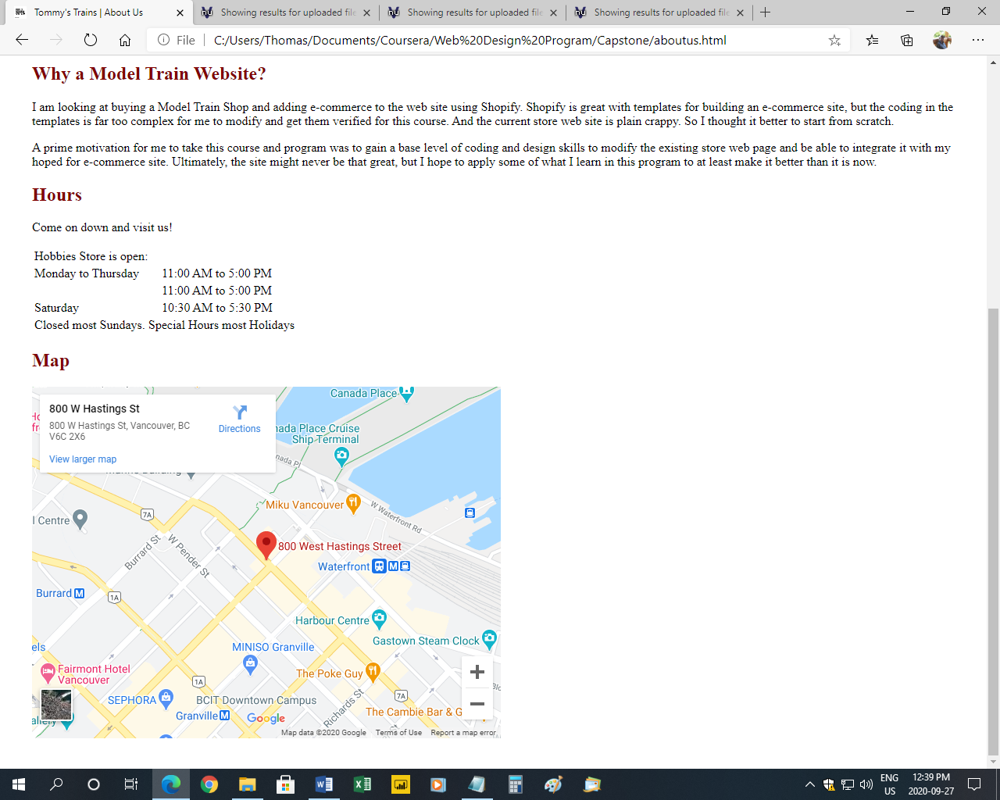 Tommy's Trains | About Us
Showing results for uploaded file
Showing results for uploaded file
Showing results for uploaded file
File
C:/Users/Thomas/Documents/Coursera/Web%20Design%20Program/Capstone/aboutus.html
Why a Model Train Website?
I am looking at buying a Model Train Shop and adding e-commerce to the web site using Shopify. Shopify is great with templates for building an e-commerce site, but the coding in the
templates is far too complex for me to modify and get them verified for this course. And the current store web site is plain crappy. So I thought it better to start from scratch.
A prime motivation for me to take this course and program was to gain a base level of coding and design skills to modify the existing store web page and be able to integrate it with my
hoped for e-commerce site. Ultimately, the site might never be that great, but I hope to apply some of what I learn in this program to at least make it better than it is now.
Hours
Come on down and visit us!
Hobbies Store is open:
Monday to Thursday 11:00 AM to 5:00 PM
11:00 AM to 5:00 PM
Saturday 10:30 AM to 5:30 PM
Closed most Sundays. Special Hours most Holidays
Map
Canada Place
800 W Hastings St
800 W Hastings St, Vancouver, BC
V6C 2X6
Directions
View larger map
nada Place Cruise
Ship Terminal
nada Pl
Miku Vancouver
W Waterfront Rd
l Centre
7A
Burrard St
W Pender St
800 West Hastings Street
Waterfront
Burrard
1A
Harbour Centre
Gastown Steam Clock
els
MINISO Granville
Fairmont Hotel
Vancouver
The Poke Guy
1A
7A
SEPHORA
BCIT Downtown Campus
Richards St
Granville
Google
The Cambie Bar & G
allery
Map data ©2020 Google
Terms of Use
Report a map error
ENG
US
12:39 PM
2020-09-27